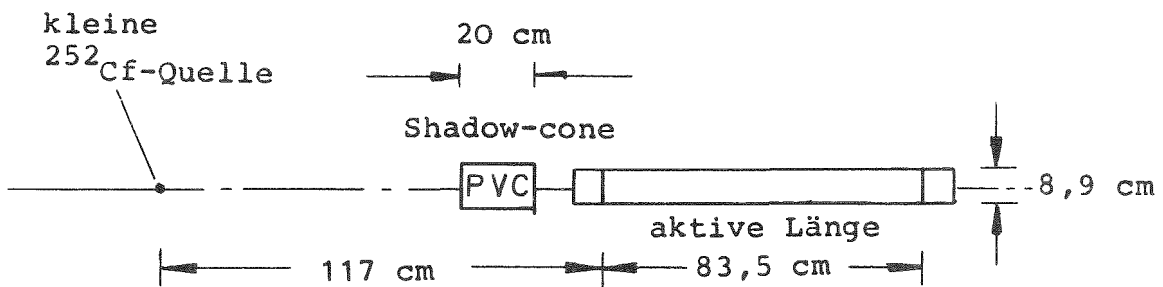 kleine
252Cf-Quelle
20 cm
Shadow-cone
PVC
8,9 cm
aktive Länge
117 cm
83,5 cm